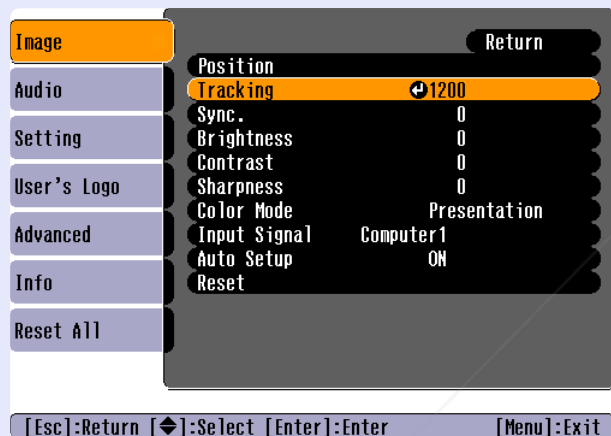 Image
Audio
Setting
User's Logo
Advanced
Info
Reset All
Return
Position
Tracking 1200
Sync. 0
Brightness 0
Contrast 0
Sharpness 0
Color Mode Presentation
Input Signal Computer1
Auto Setup ON
Reset
[Esc]:Return [◆]:Select [Enter]:Enter [Menu]:Exit